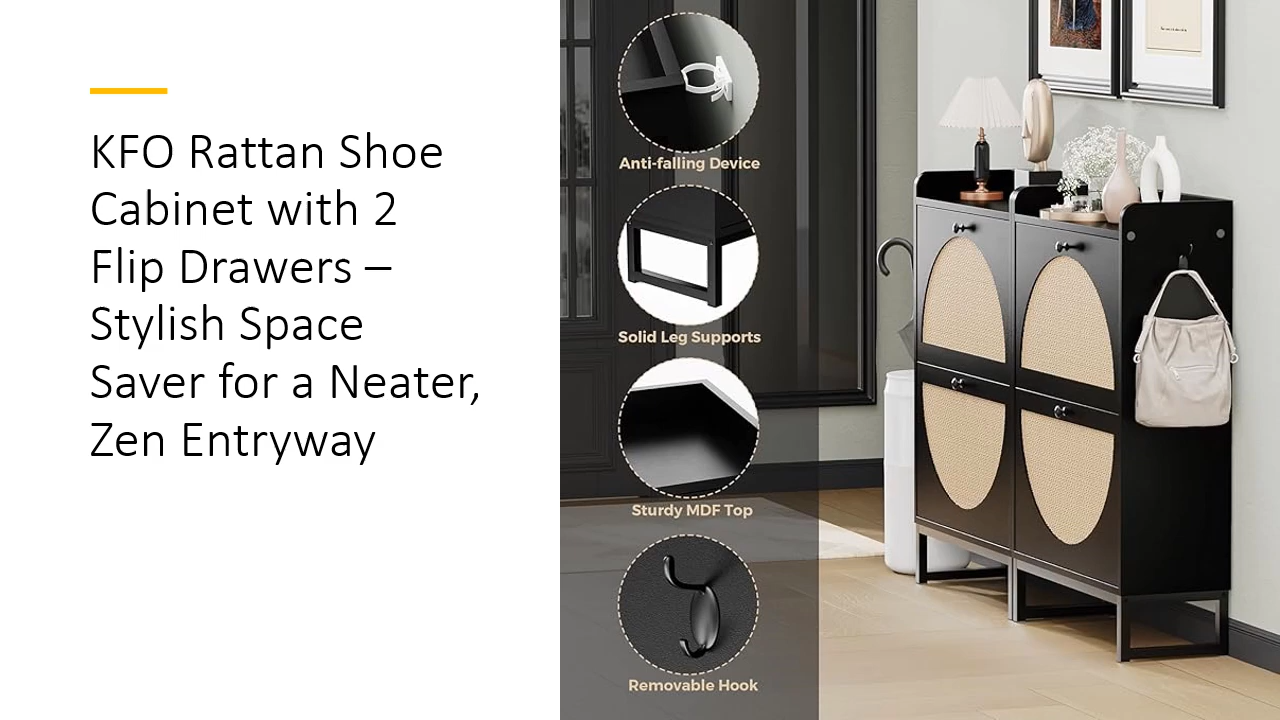 KFO Rattan Shoe
Cabinet with 2
Flip Drawers –
Stylish Space
Saver for a Neater,
Zen Entryway
Anti-falling Device
Solid Leg Supports
Sturdy MDF Top
Removable Hook